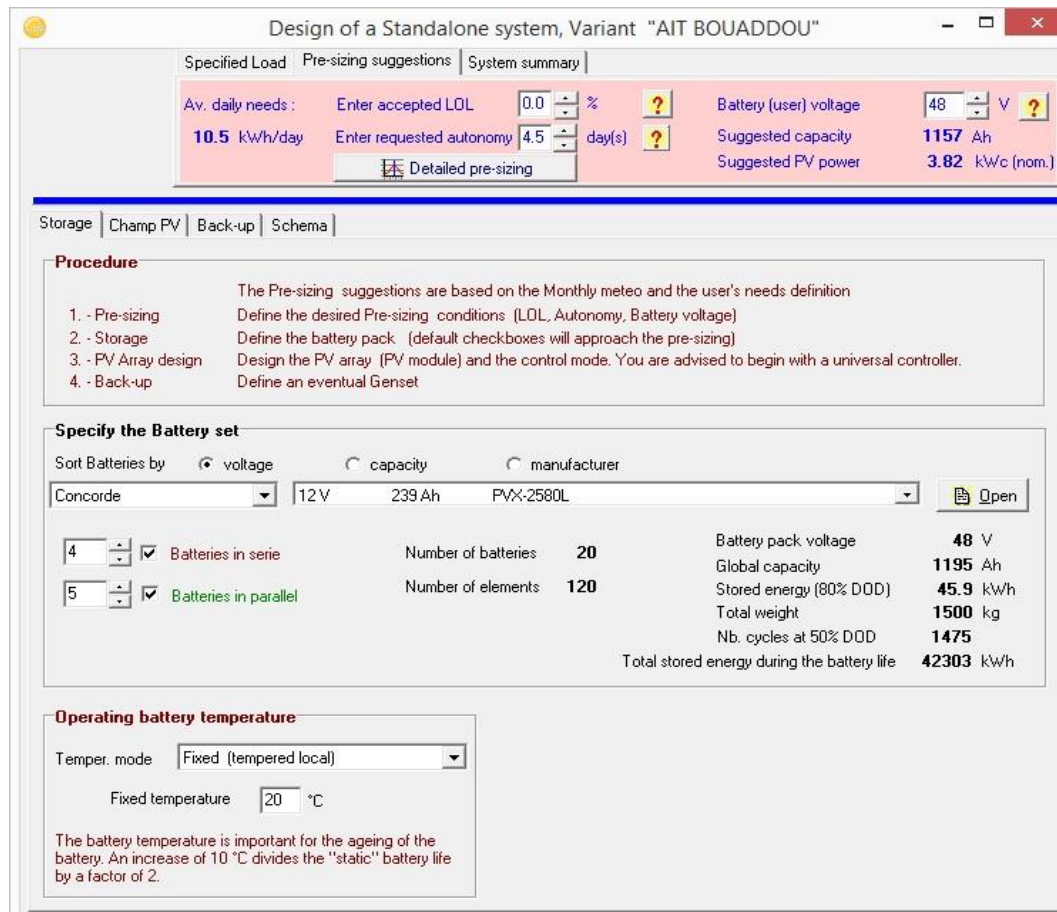 Design of a Standalone system, Variant "AIT BOUADDOU"
Specified Load Pre-sizing suggestions System summary
Av. daily needs : Enter accepted LOL 0.0 % ? Battery (user) voltage 48 V ?
10.5 kWh/day Enter requested autonomy 4.5 day(s) ? Suggested capacity 1157 Ah
Detailed pre-sizing Suggested PV power 3.82 kWc (nom.)
Storage Champ PV Back-up Schema
Procedure
The Pre-sizing suggestions are based on the Monthly meteo and the user's needs definition
1. - Pre-sizing Define the desired Pre-sizing conditions (LOL, Autonomy, Battery voltage)
2. - Storage Define the battery pack (default checkboxes will approach the pre-sizing)
3. - PV Array design Design the PV array (PV module) and the control mode. You are advised to begin with a universal controller.
4. - Back-up Define an eventual Genset
Specify the Battery set
Sort Batteries by voltage capacity manufacturer
Concorde 12 V 239 Ah PVX-2580L Open
4 Batteries in serie Number of batteries 20 Battery pack voltage 48 V
Global capacity 1195 Ah
5 Batteries in parallel Number of elements 120 Stored energy (80% DOD) 45.9 kWh
Total weight 1500 kg
Nb. cycles at 50% DOD 1475
Total stored energy during the battery life 42303 kWh
Operating battery temperature
Temper. mode Fixed (tempered local)
Fixed temperature 20 °C
The battery temperature is important for the ageing of the
battery. An increase of 10 °C divides the "static" battery life
by a factor of 2.